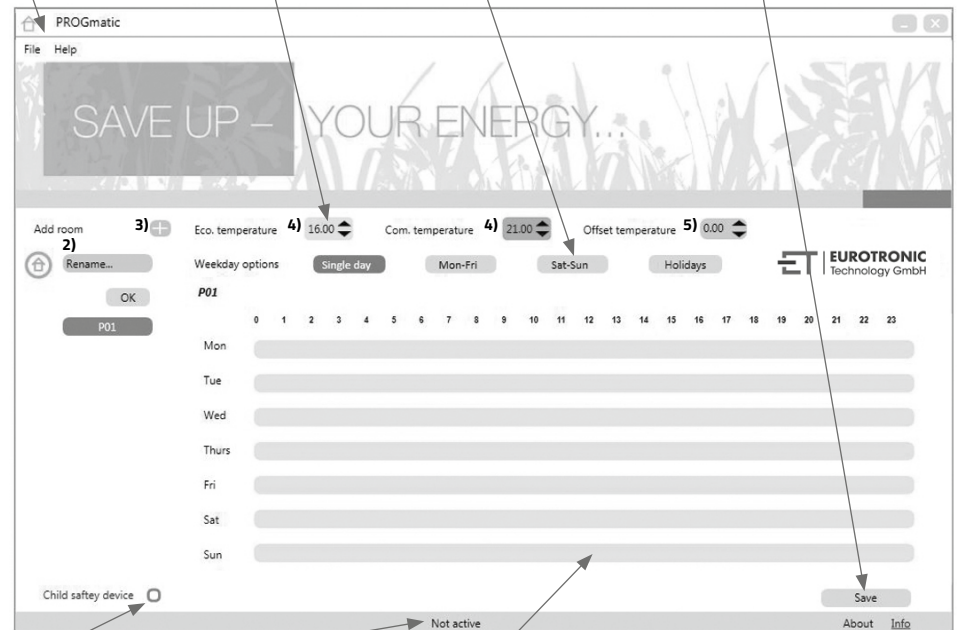 PROGmatic
File Help
SAVE UP – YOUR ENERGY...
Add room 3) Eco. temperature 4) 16.00 Com. temperature 4) 21.00 Offset temperature 5) 0.00
2)
Rename... Weekday options Single day Mon-Fri Sat-Sun Holidays
ET EUROTRONIC
Technology GmbH
OK P01
P01
0 1 2 3 4 5 6 7 8 9 10 11 12 13 14 15 16 17 18 19 20 21 22 23
Mon
Tue
Wed
Thurs
Fri
Sat
Sun
Child saftey device Save
Not active About Info